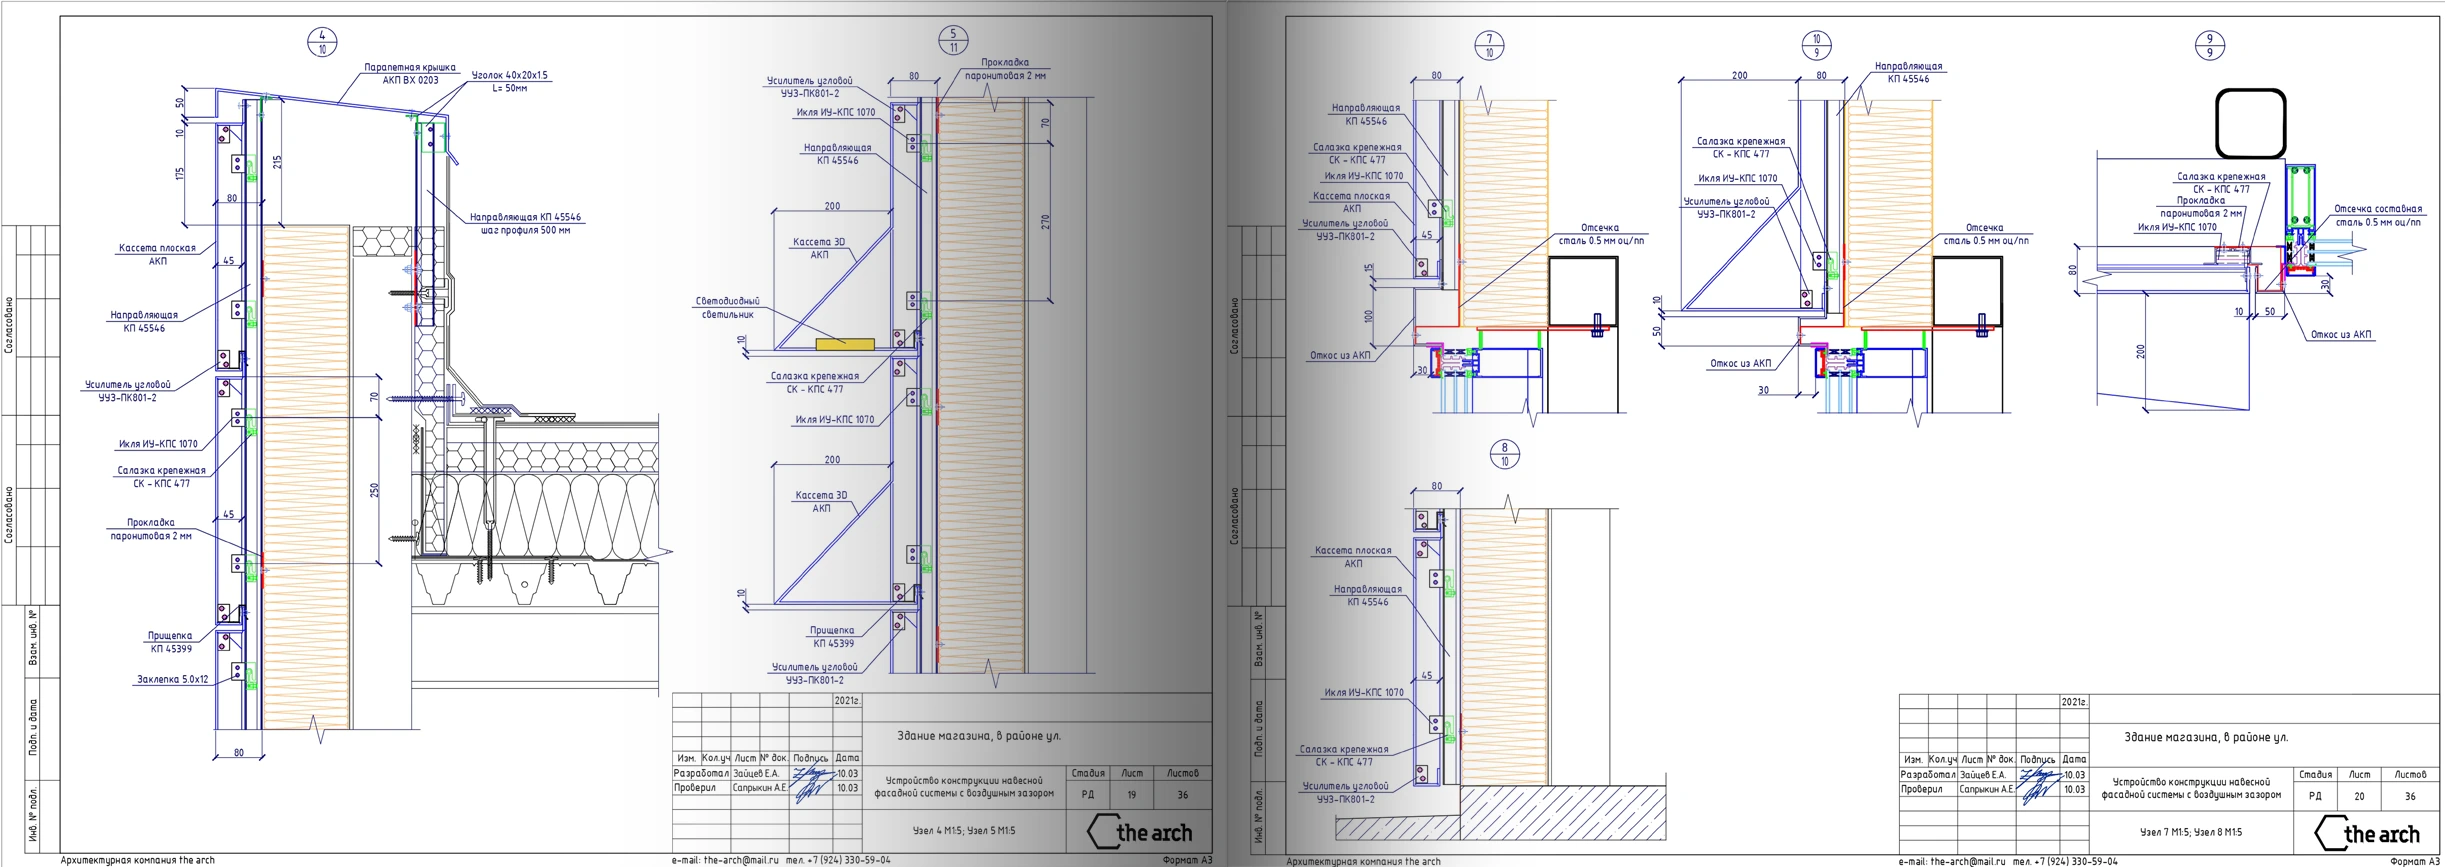 4
10
Парапетная крышка
АКП ВХ 0203
Уголок 40х20х1.5
L= 50мм
50
10
175
215
80
Направляющая КП 45546
шаг профиля 500 мм
Кассета плоская
АКП
45
Направляющая
КП 45546
Усилитель угловой
УУЗ-ПК801-2
70
Икля ИУ-КПС 1070
Салазка крепежная
СК - КПС 477
250
45
Прокладка
паронитовая 2 мм
Прищепка
КП 45399
Заклепка 5.0х12
80
5
11
80
Прокладка
паронитовая 2 мм
Усилитель угловой
УУЗ-ПК801-2
Икля ИУ-КПС 1070
70
Направляющая
КП 45546
200
270
Кассета 3D
АКП
Светодиодный
светильник
10
Салазка крепежная
СК - КПС 477
Икля ИУ-КПС 1070
200
Кассета 3D
АКП
10
Прищепка
КП 45399
Усилитель угловой
УУЗ-ПК801-2
Согласовано
Согласовано
Взам. инв. №
Подп. и дата
Инв. № подл.
2021г.
Здание магазина, в районе ул.
Изм. Кол.уч Лист № док. Подпись Дата
Разработал Зайцев Е.А. 10.03
Проверил Сапрыкин А.Е. 10.03
Устройство конструкции навесной
фасадной системы с воздушным зазором
Стадия Лист Листов
РД 19 36
Узел 4 М1:5; Узел 5 М1:5
the arch
Архитектурная компания the arch
e-mail: the-arch@mail.ru тел. +7 (924) 330-59-04
Формат А3
7
10
80
Направляющая
КП 45546
Салазка крепежная
СК - КПС 477
Икля ИУ-КПС 1070
Кассета плоская
АКП
Усилитель угловой
УУЗ-ПК801-2
45
15
100
Откос из АКП
30
Отсечка
сталь 0.5 мм оц/пп
10
9
200
80
Направляющая
КП 45546
Салазка крепежная
СК - КПС 477
Икля ИУ-КПС 1070
Усилитель угловой
УУЗ-ПК801-2
Отсечка
сталь 0.5 мм оц/пп
10
50
Откос из АКП
30
9
9
Салазка крепежная
СК - КПС 477
Прокладка
паронитовая 2 мм
Икля ИУ-КПС 1070
Отсечка составная
сталь 0.5 мм оц/пп
80
30
10
50
Откос из АКП
200
8
10
80
Кассета плоская
АКП
Направляющая
КП 45546
45
Икля ИУ-КПС 1070
Салазка крепежная
СК - КПС 477
Усилитель угловой
УУЗ-ПК801-2
Согласовано
Согласовано
Взам. инв. №
Подп. и дата
Инв. № подл.
2021г.
Здание магазина, в районе ул.
Изм. Кол.уч Лист № док. Подпись Дата
Разработал Зайцев Е.А. 10.03
Проверил Сапрыкин А.Е. 10.03
Устройство конструкции навесной
фасадной системы с воздушным зазором
Стадия Лист Листов
РД 20 36
Узел 7 М1:5; Узел 8 М1:5
the arch
Архитектурная компания the arch
e-mail: the-arch@mail.ru тел. +7 (924) 330-59-04
Формат А3